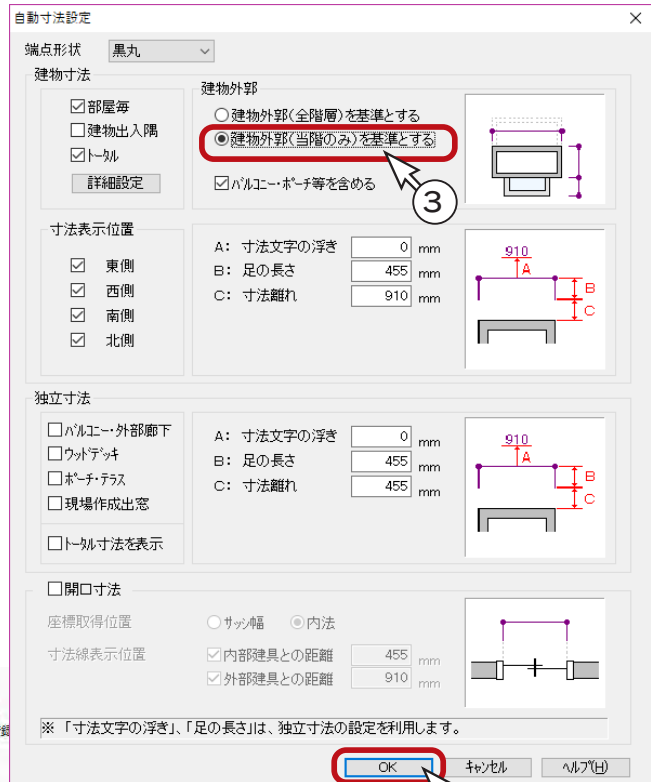 自動寸法設定
端点形状 黒丸
建物寸法
☑部屋毎
☐建物出入隅
☑トータル
詳細設定
建物外郭
○建物外郭(全階層)を基準とする
◉建物外郭(当階のみ)を基準とする
☑バルコニー・ポーチ等を含める
③
寸法表示位置
☑ 東側
☑ 西側
☑ 南側
☑ 北側
A: 寸法文字の浮き 0 mm
B: 足の長さ 455 mm
C: 寸法離れ 910 mm
910
A
B
C
独立寸法
☐バルコニー・外部廊下
☐ウッドデッキ
☐ポーチ・テラス
☐現場作成出窓
☐トータル寸法を表示
A: 寸法文字の浮き 0 mm
B: 足の長さ 455 mm
C: 寸法離れ 455 mm
910
A
B
C
☐開口寸法
座標取得位置 ○サッシ幅 ◉内法
寸法線表示位置 ☑内部建具との距離 455 mm
☑外部建具との距離 910 mm
※「寸法文字の浮き」、「足の長さ」は、独立寸法の設定を利用します。
OK キャンセル ヘルプ(H)